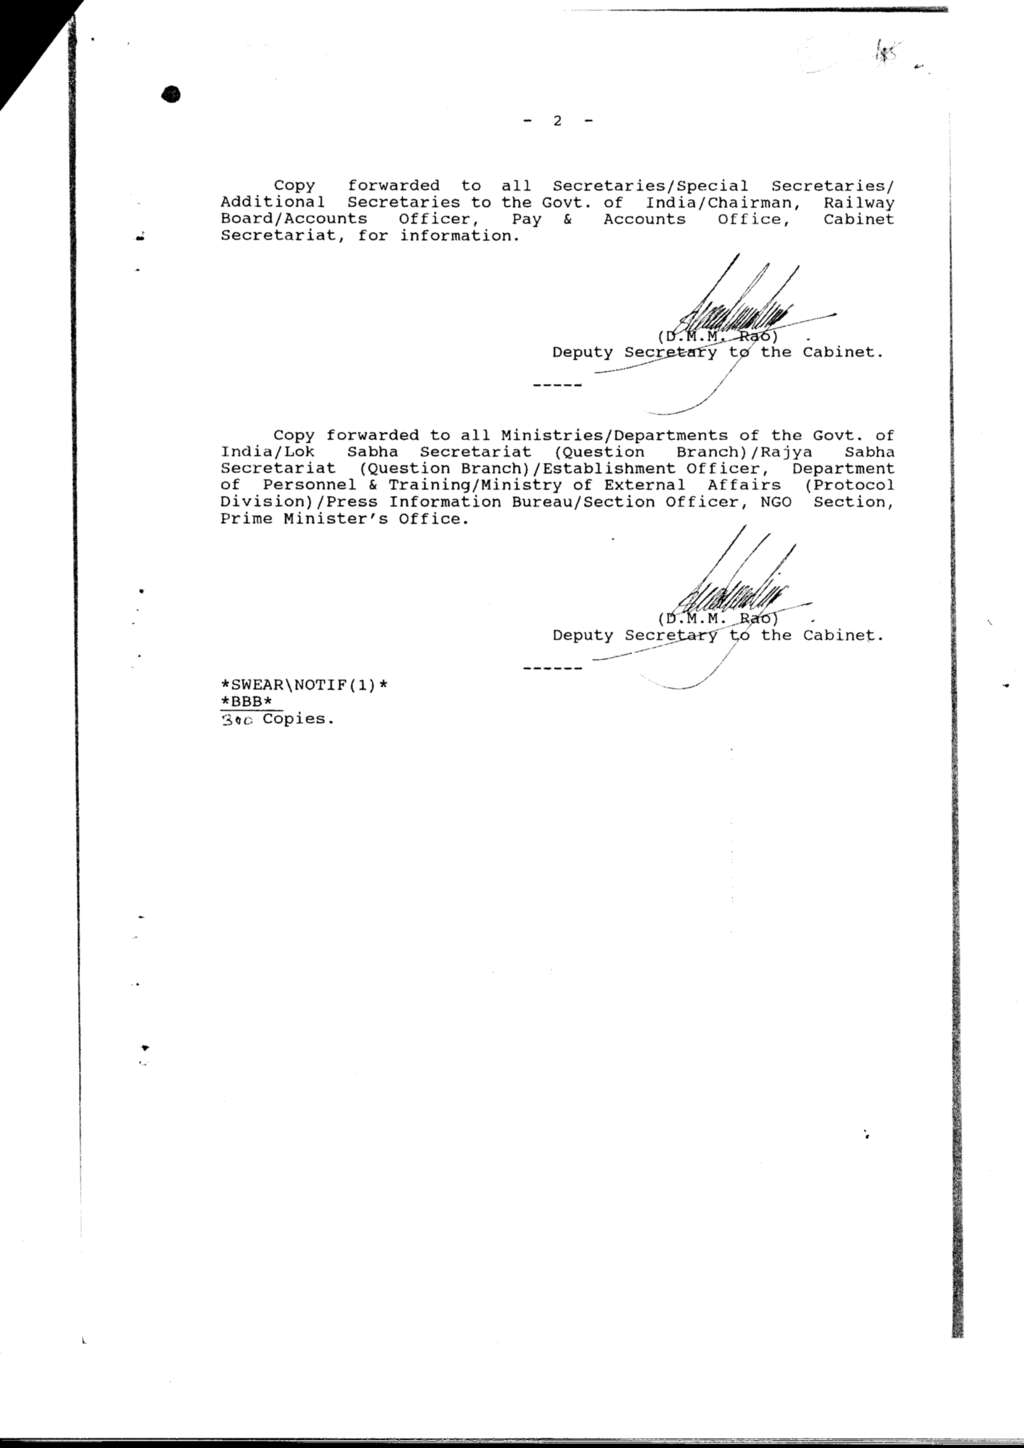 - 2 -
Copy forwarded to all Secretaries/Special Secretaries/
Additional Secretaries to the Govt. of India/Chairman, Railway
Board/Accounts Officer, Pay & Accounts Office, Cabinet
Secretariat, for information.
(D.M.M. Rao)
Deputy Secretary to the Cabinet.
-----
Copy forwarded to all Ministries/Departments of the Govt. of
India/Lok Sabha Secretariat (Question Branch)/Rajya Sabha
Secretariat (Question Branch)/Establishment Officer, Department
of Personnel & Training/Ministry of External Affairs (Protocol
Division)/Press Information Bureau/Section Officer, NGO Section,
Prime Minister's Office.
(D.M.M. Rao)
Deputy Secretary to the Cabinet.
------
*SWEAR\NOTIF(1)*
*BBB*
300 Copies.